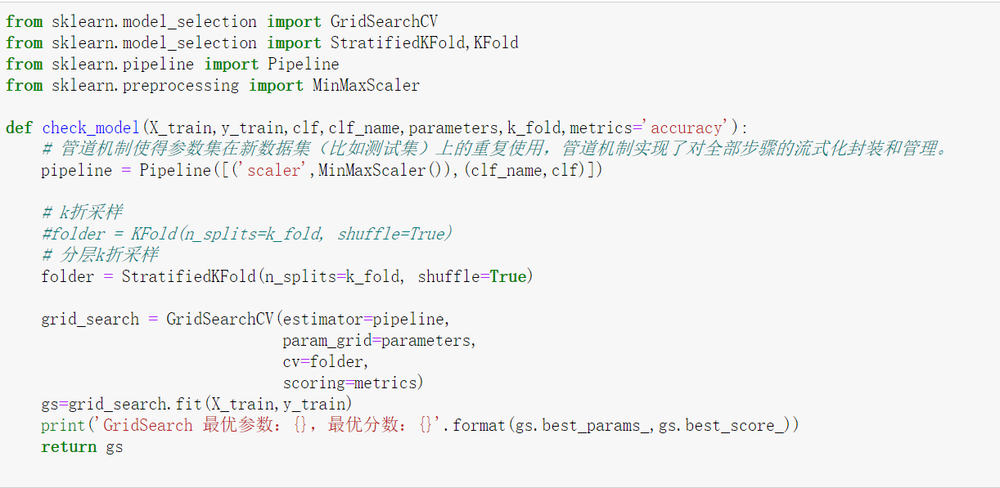 from sklearn.model_selection import GridSearchCV
from sklearn.model_selection import StratifiedKFold,KFold
from sklearn.pipeline import Pipeline
from sklearn.preprocessing import MinMaxScaler

def check_model(X_train,y_train,clf,clf_name,parameters,k_fold,metrics='accuracy'):
    # 管道机制使得参数集在新数据集（比如测试集）上的重复使用，管道机制实现了对全部步骤的流式化封装和管理。
    pipeline = Pipeline([('scaler',MinMaxScaler()),(clf_name,clf)])

    # k折采样
    #folder = KFold(n_splits=k_fold, shuffle=True)
    # 分层k折采样
    folder = StratifiedKFold(n_splits=k_fold, shuffle=True)

    grid_search = GridSearchCV(estimator=pipeline,
                               param_grid=parameters,
                               cv=folder,
                               scoring=metrics)
    gs=grid_search.fit(X_train,y_train)
    print('GridSearch 最优参数：{}，最优分数：{}'.format(gs.best_params_,gs.best_score_))
    return gs